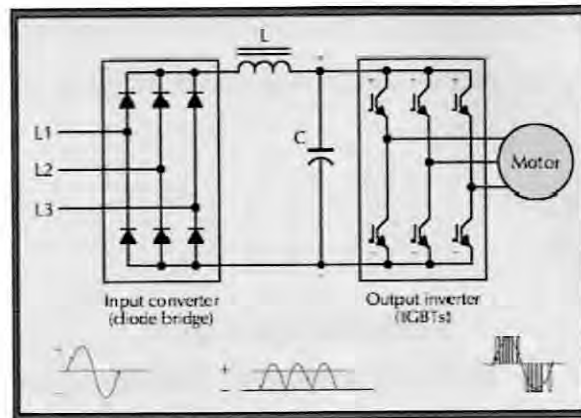 L
L1
L2
L3
C
Motor
Input converter
(diode bridge)
Output inverter
(IGBTs)
+
−
+
−